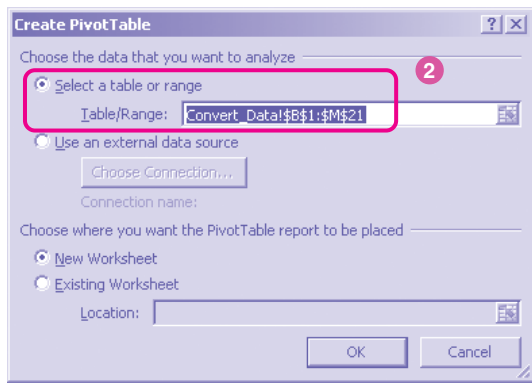 Create PivotTable
Choose the data that you want to analyze
2
Select a table or range
Table/Range: Convert_Data!$B$1:$M$21
Use an external data source
Choose Connection...
Connection name:
Choose where you want the PivotTable report to be placed
New Worksheet
Existing Worksheet
Location:
OK Cancel